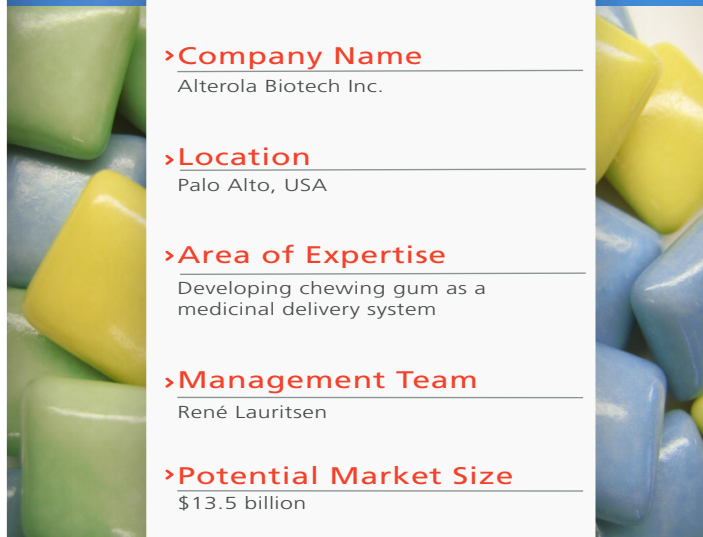 ›Company Name
Alterola Biotech Inc.
›Location
Palo Alto, USA
›Area of Expertise
Developing chewing gum as a
medicinal delivery system
›Management Team
René Lauritsen
›Potential Market Size
$13.5 billion